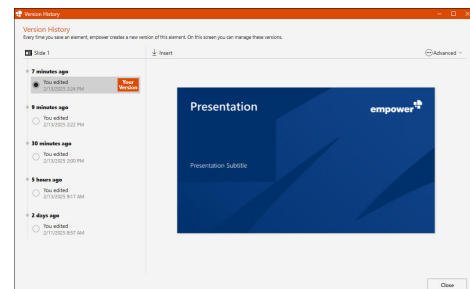 Version History
Version History
Every time you save an element, empower creates a new version of this element. On this screen you can manage these versions.
Slide 1
Insert
Advanced
7 minutes ago
You edited
2/13/2025 2:24 PM
Your Version
9 minutes ago
You edited
2/13/2025 2:22 PM
30 minutes ago
You edited
2/13/2025 2:00 PM
5 hours ago
You edited
2/13/2025 9:17 AM
2 days ago
You edited
2/11/2025 8:57 AM
Presentation
empower
Presentation Subtitle
Close